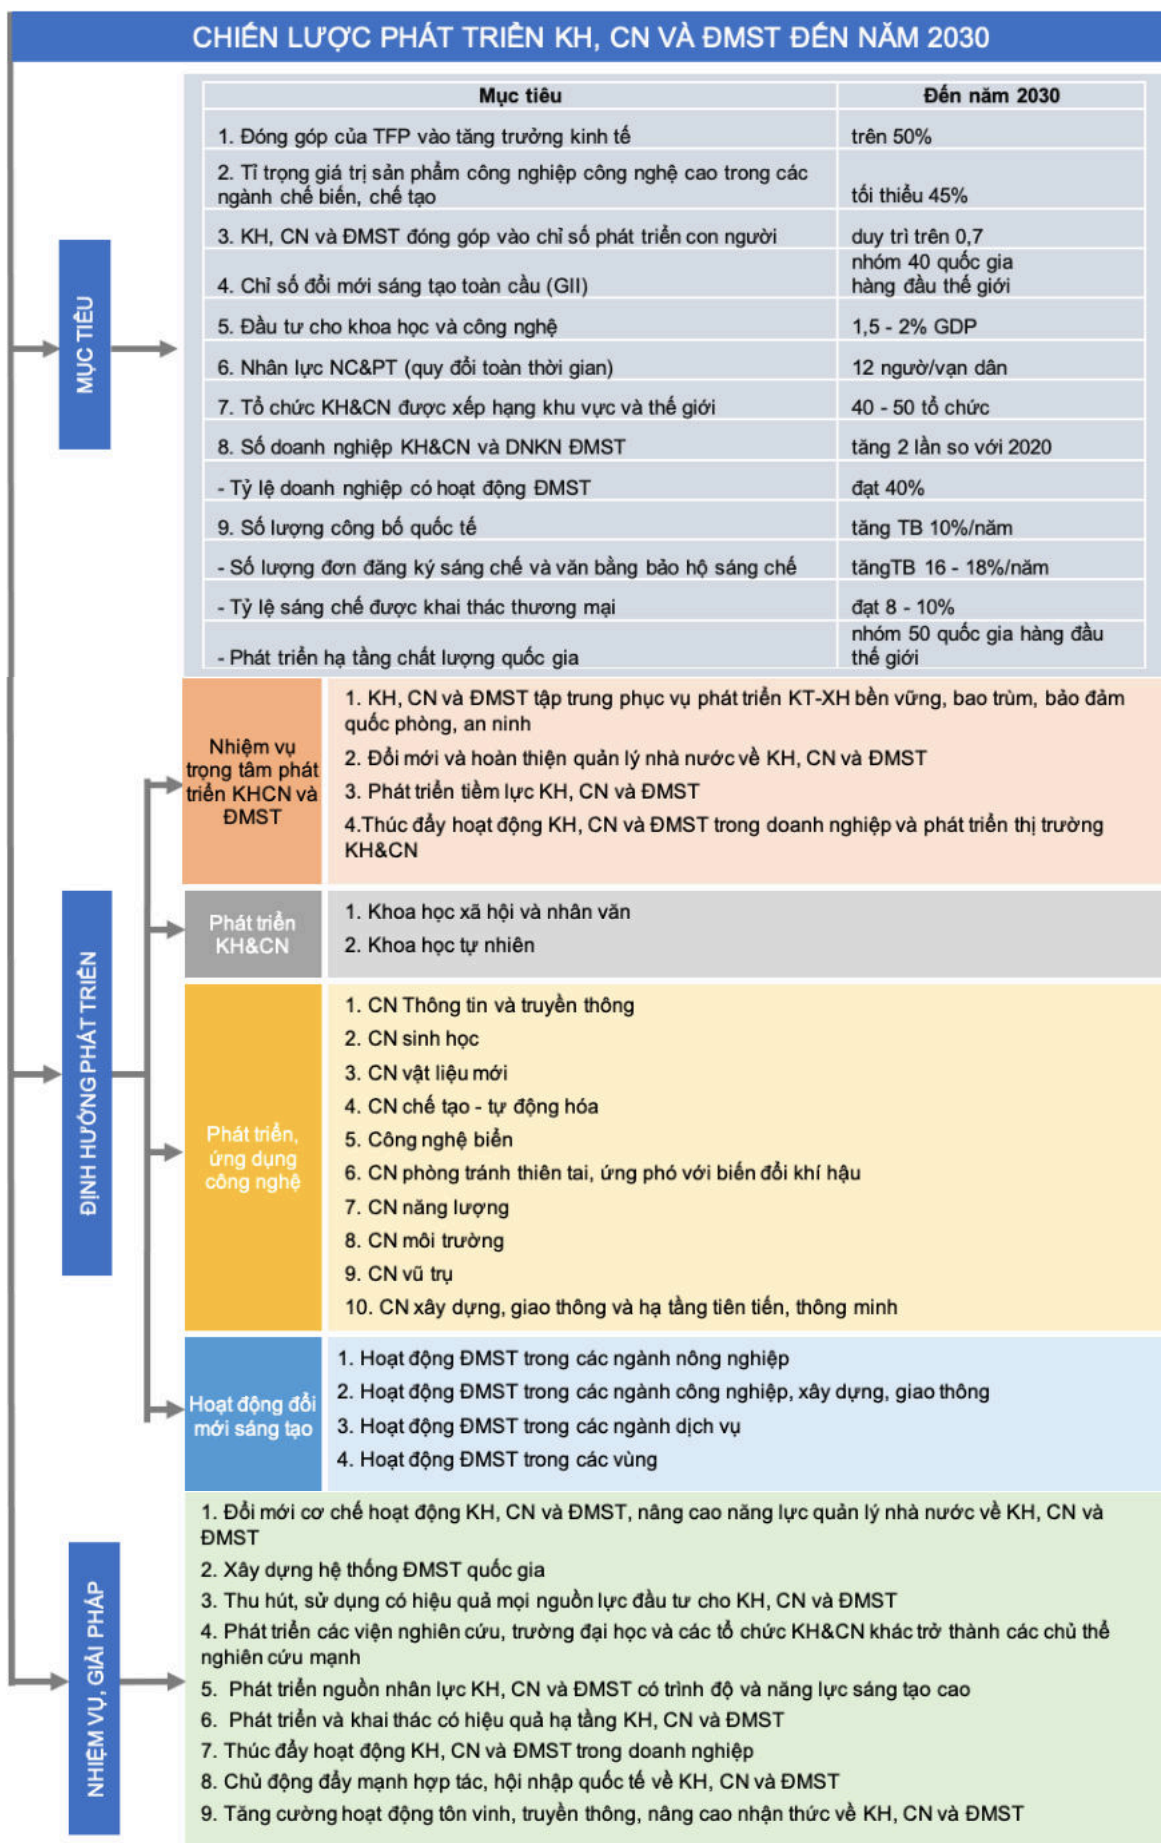 CHIẾN LƯỢC PHÁT TRIỂN KH, CN VÀ ĐMST ĐẾN NĂM 2030
MỤC TIÊU
Mục tiêu
Đến năm 2030
1. Đóng góp của TFP vào tăng trưởng kinh tế
trên 50%
2. Tỉ trọng giá trị sản phẩm công nghiệp công nghệ cao trong các
ngành chế biến, chế tạo
tối thiểu 45%
3. KH, CN và ĐMST đóng góp vào chỉ số phát triển con người
duy trì trên 0,7
4. Chỉ số đổi mới sáng tạo toàn cầu (GII)
nhóm 40 quốc gia
hàng đầu thế giới
5. Đầu tư cho khoa học và công nghệ
1,5 - 2% GDP
6. Nhân lực NC&PT (quy đổi toàn thời gian)
12 ngườ/vạn dân
7. Tổ chức KH&CN được xếp hạng khu vực và thế giới
40 - 50 tổ chức
8. Số doanh nghiệp KH&CN và DNKN ĐMST
tăng 2 lần so với 2020
- Tỷ lệ doanh nghiệp có hoạt động ĐMST
đạt 40%
9. Số lượng công bố quốc tế
tăng TB 10%/năm
- Số lượng đơn đăng ký sáng chế và văn bằng bảo hộ sáng chế
tăngTB 16 - 18%/năm
- Tỷ lệ sáng chế được khai thác thương mại
đạt 8 - 10%
- Phát triển hạ tầng chất lượng quốc gia
nhóm 50 quốc gia hàng đầu
thế giới
ĐỊNH HƯỚNG PHÁT TRIỂN
Nhiệm vụ
trọng tâm phát
triển KHCN và
ĐMST
1. KH, CN và ĐMST tập trung phục vụ phát triển KT-XH bền vững, bao trùm, bảo đảm
quốc phòng, an ninh
2. Đổi mới và hoàn thiện quản lý nhà nước về KH, CN và ĐMST
3. Phát triển tiềm lực KH, CN và ĐMST
4.Thúc đẩy hoạt động KH, CN và ĐMST trong doanh nghiệp và phát triển thị trường
KH&CN
Phát triển
KH&CN
1. Khoa học xã hội và nhân văn
2. Khoa học tự nhiên
Phát triển,
ứng dụng
công nghệ
1. CN Thông tin và truyền thông
2. CN sinh học
3. CN vật liệu mới
4. CN chế tạo - tự động hóa
5. Công nghệ biển
6. CN phòng tránh thiên tai, ứng phó với biến đổi khí hậu
7. CN năng lượng
8. CN môi trường
9. CN vũ trụ
10. CN xây dựng, giao thông và hạ tầng tiên tiến, thông minh
Hoạt động đổi
mới sáng tạo
1. Hoạt động ĐMST trong các ngành nông nghiệp
2. Hoạt động ĐMST trong các ngành công nghiệp, xây dựng, giao thông
3. Hoạt động ĐMST trong các ngành dịch vụ
4. Hoạt động ĐMST trong các vùng
NHIỆM VỤ, GIẢI PHÁP
1. Đổi mới cơ chế hoạt động KH, CN và ĐMST, nâng cao năng lực quản lý nhà nước về KH, CN và
ĐMST
2. Xây dựng hệ thống ĐMST quốc gia
3. Thu hút, sử dụng có hiệu quả mọi nguồn lực đầu tư cho KH, CN và ĐMST
4. Phát triển các viện nghiên cứu, trường đại học và các tổ chức KH&CN khác trở thành các chủ thể
nghiên cứu mạnh
5. Phát triển nguồn nhân lực KH, CN và ĐMST có trình độ và năng lực sáng tạo cao
6. Phát triển và khai thác có hiệu quả hạ tầng KH, CN và ĐMST
7. Thúc đẩy hoạt động KH, CN và ĐMST trong doanh nghiệp
8. Chủ động đẩy mạnh hợp tác, hội nhập quốc tế về KH, CN và ĐMST
9. Tăng cường hoạt động tôn vinh, truyền thông, nâng cao nhận thức về KH, CN và ĐMST